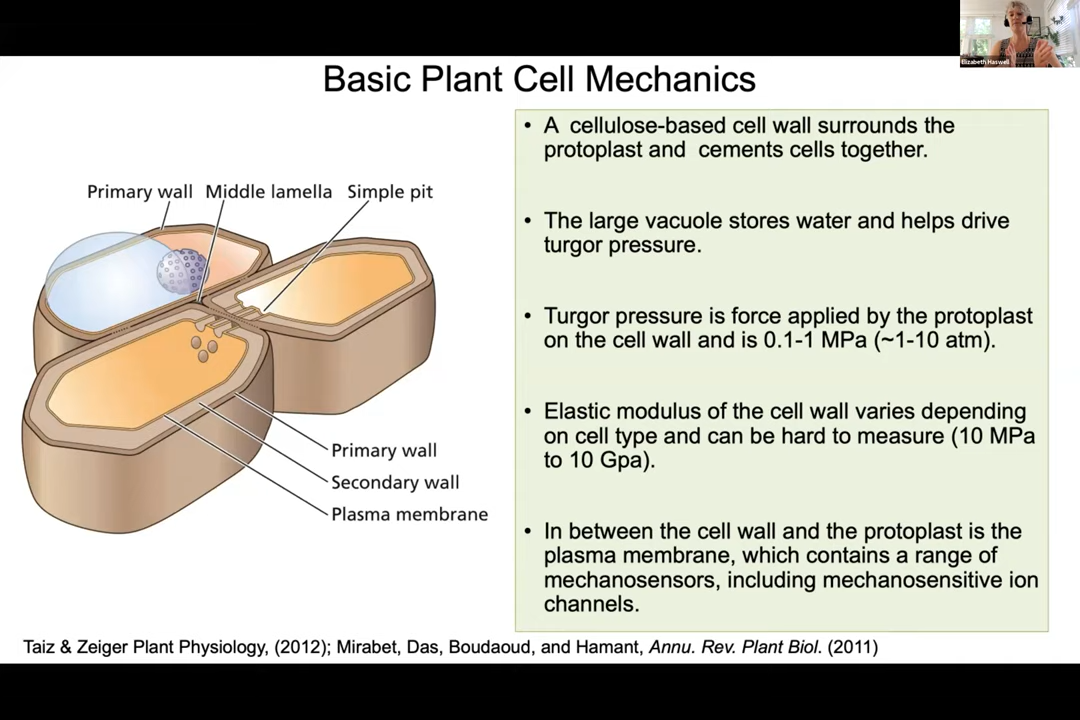 Elizabeth Haswell
Basic Plant Cell Mechanics
Primary wall
Middle lamella
Simple pit
Primary wall
Secondary wall
Plasma membrane
• A cellulose-based cell wall surrounds the
protoplast and cements cells together.
• The large vacuole stores water and helps drive
turgor pressure.
• Turgor pressure is force applied by the protoplast
on the cell wall and is 0.1-1 MPa (~1-10 atm).
• Elastic modulus of the cell wall varies depending
on cell type and can be hard to measure (10 MPa
to 10 Gpa).
• In between the cell wall and the protoplast is the
plasma membrane, which contains a range of
mechanosensors, including mechanosensitive ion
channels.
Taiz & Zeiger Plant Physiology, (2012); Mirabet, Das, Boudaoud, and Hamant, Annu. Rev. Plant Biol. (2011)